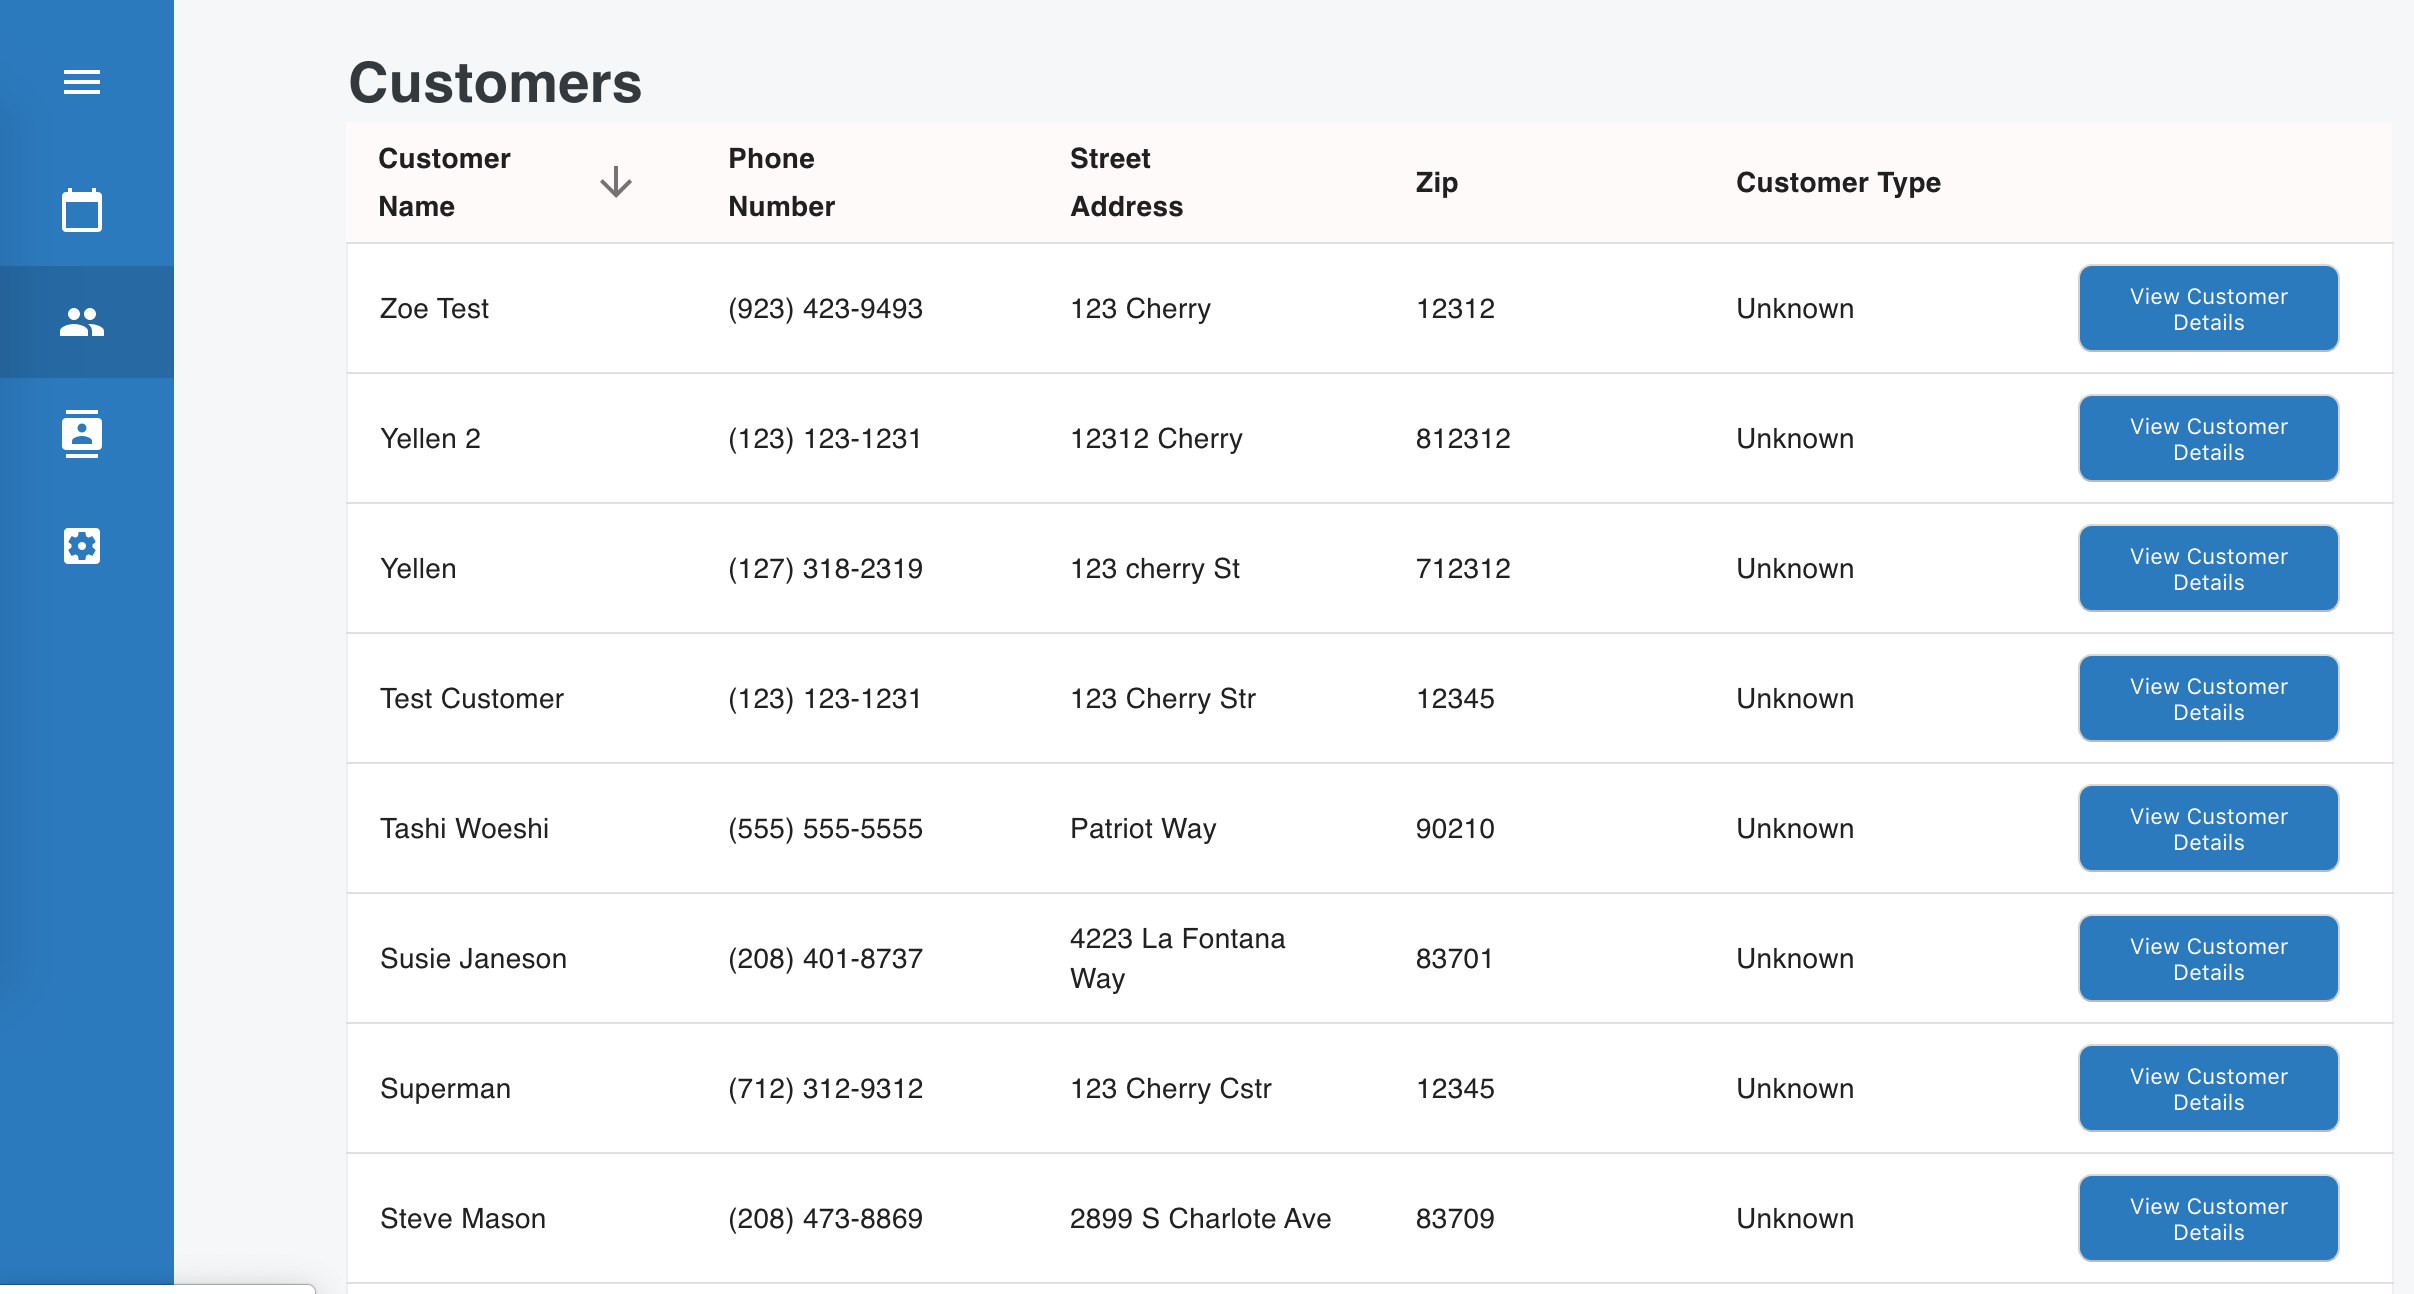 Customers
Customer Name
Phone Number
Street Address
Zip
Customer Type
Zoe Test
(923) 423-9493
123 Cherry
12312
Unknown
View Customer
Details
Yellen 2
(123) 123-1231
12312 Cherry
812312
Unknown
View Customer
Details
Yellen
(127) 318-2319
123 cherry St
712312
Unknown
View Customer
Details
Test Customer
(123) 123-1231
123 Cherry Str
12345
Unknown
View Customer
Details
Tashi Woeshi
(555) 555-5555
Patriot Way
90210
Unknown
View Customer
Details
Susie Janeson
(208) 401-8737
4223 La Fontana
Way
83701
Unknown
View Customer
Details
Superman
(712) 312-9312
123 Cherry Cstr
12345
Unknown
View Customer
Details
Steve Mason
(208) 473-8869
2899 S Charlote Ave
83709
Unknown
View Customer
Details